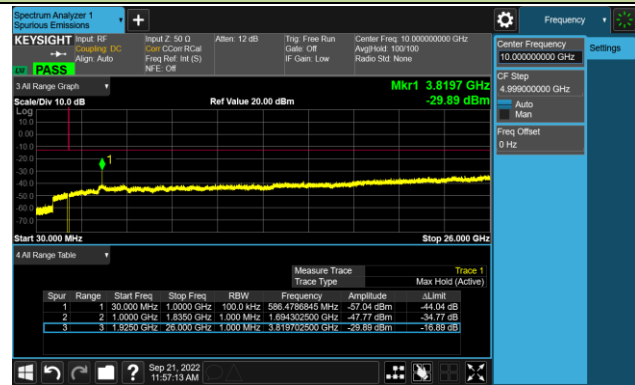 Spectrum Analyzer 1
Spurious Emissions
+
Frequency
KEYSIGHT Input: RF
Coupling: DC
Align: Auto
PASS
Input Z: 50 Ω
Corr CCorr RCal
Freq Ref: Int (S)
NFE: Off
Atten: 12 dB
Trig: Free Run
Gate: Off
IF Gain: Low
Center Freq: 10.000000000 GHz
Avg|Hold: 100/100
Radio Std: None
Center Frequency
10.000000000 GHz
Settings
CF Step
4.999000000 GHz
Auto
Man
Freq Offset
0 Hz
3 All Range Graph
Mkr1 3.8197 GHz
Scale/Div 10.0 dB
Ref Value 20.00 dBm
-29.89 dBm
Log
10.0
0.00
-10.0
-20.0
-30.0
-40.0
-50.0
-60.0
-70.0
1
Start 30.000 MHz
Stop 26.000 GHz
4 All Range Table
Measure Trace Trace 1
Trace Type Max Hold (Active)
Spur Range Start Freq Stop Freq RBW Frequency Amplitude ΔLimit
1 1 30.000 MHz 1.0000 GHz 100.0 kHz 586.4786845 MHz -57.04 dBm -44.04 dB
2 2 1.0000 GHz 1.8350 GHz 1.000 MHz 1.694302500 GHz -47.77 dBm -34.77 dB
3 3 1.9250 GHz 26.000 GHz 1.000 MHz 3.819702500 GHz -29.89 dBm -16.89 dB
?
Sep 21, 2022
11:57:13 AM